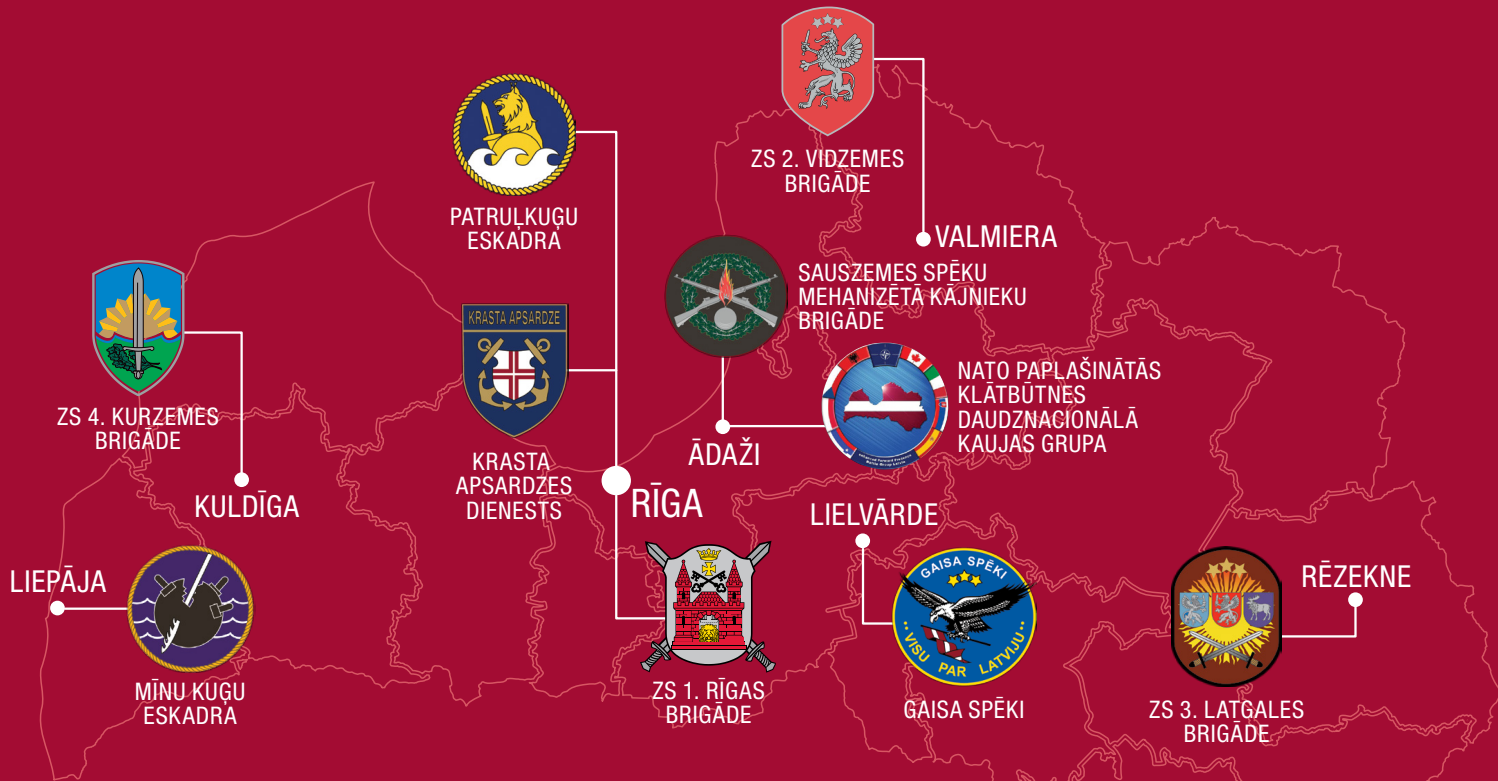 ZS 2. VIDZEMES
BRIGĀDE
VALMIERA
PATRUĻKUĢU
ESKADRA
SAUSZEMES SPĒKU
MEHANIZĒTĀ KĀJNIEKU
BRIGĀDE
KRASTA APSARDZE
KRASTA
APSARDZES
DIENESTS
NATO PAPLAŠINĀTĀS
KLĀTBŪTNES
DAUDZNACIONĀLĀ
KAUJAS GRUPA
ĀDAŽI
ZS 4. KURZEMES
BRIGĀDE
KULDĪGA
RĪGA
LIELVĀRDE
LIEPĀJA
MĪNU KUĢU
ESKADRA
ZS 1. RĪGAS
BRIGĀDE
GAISA SPĒKI
VISU PAR LATVIJU
GAISA SPĒKI
RĒZEKNE
ZS 3. LATGALES
BRIGĀDE